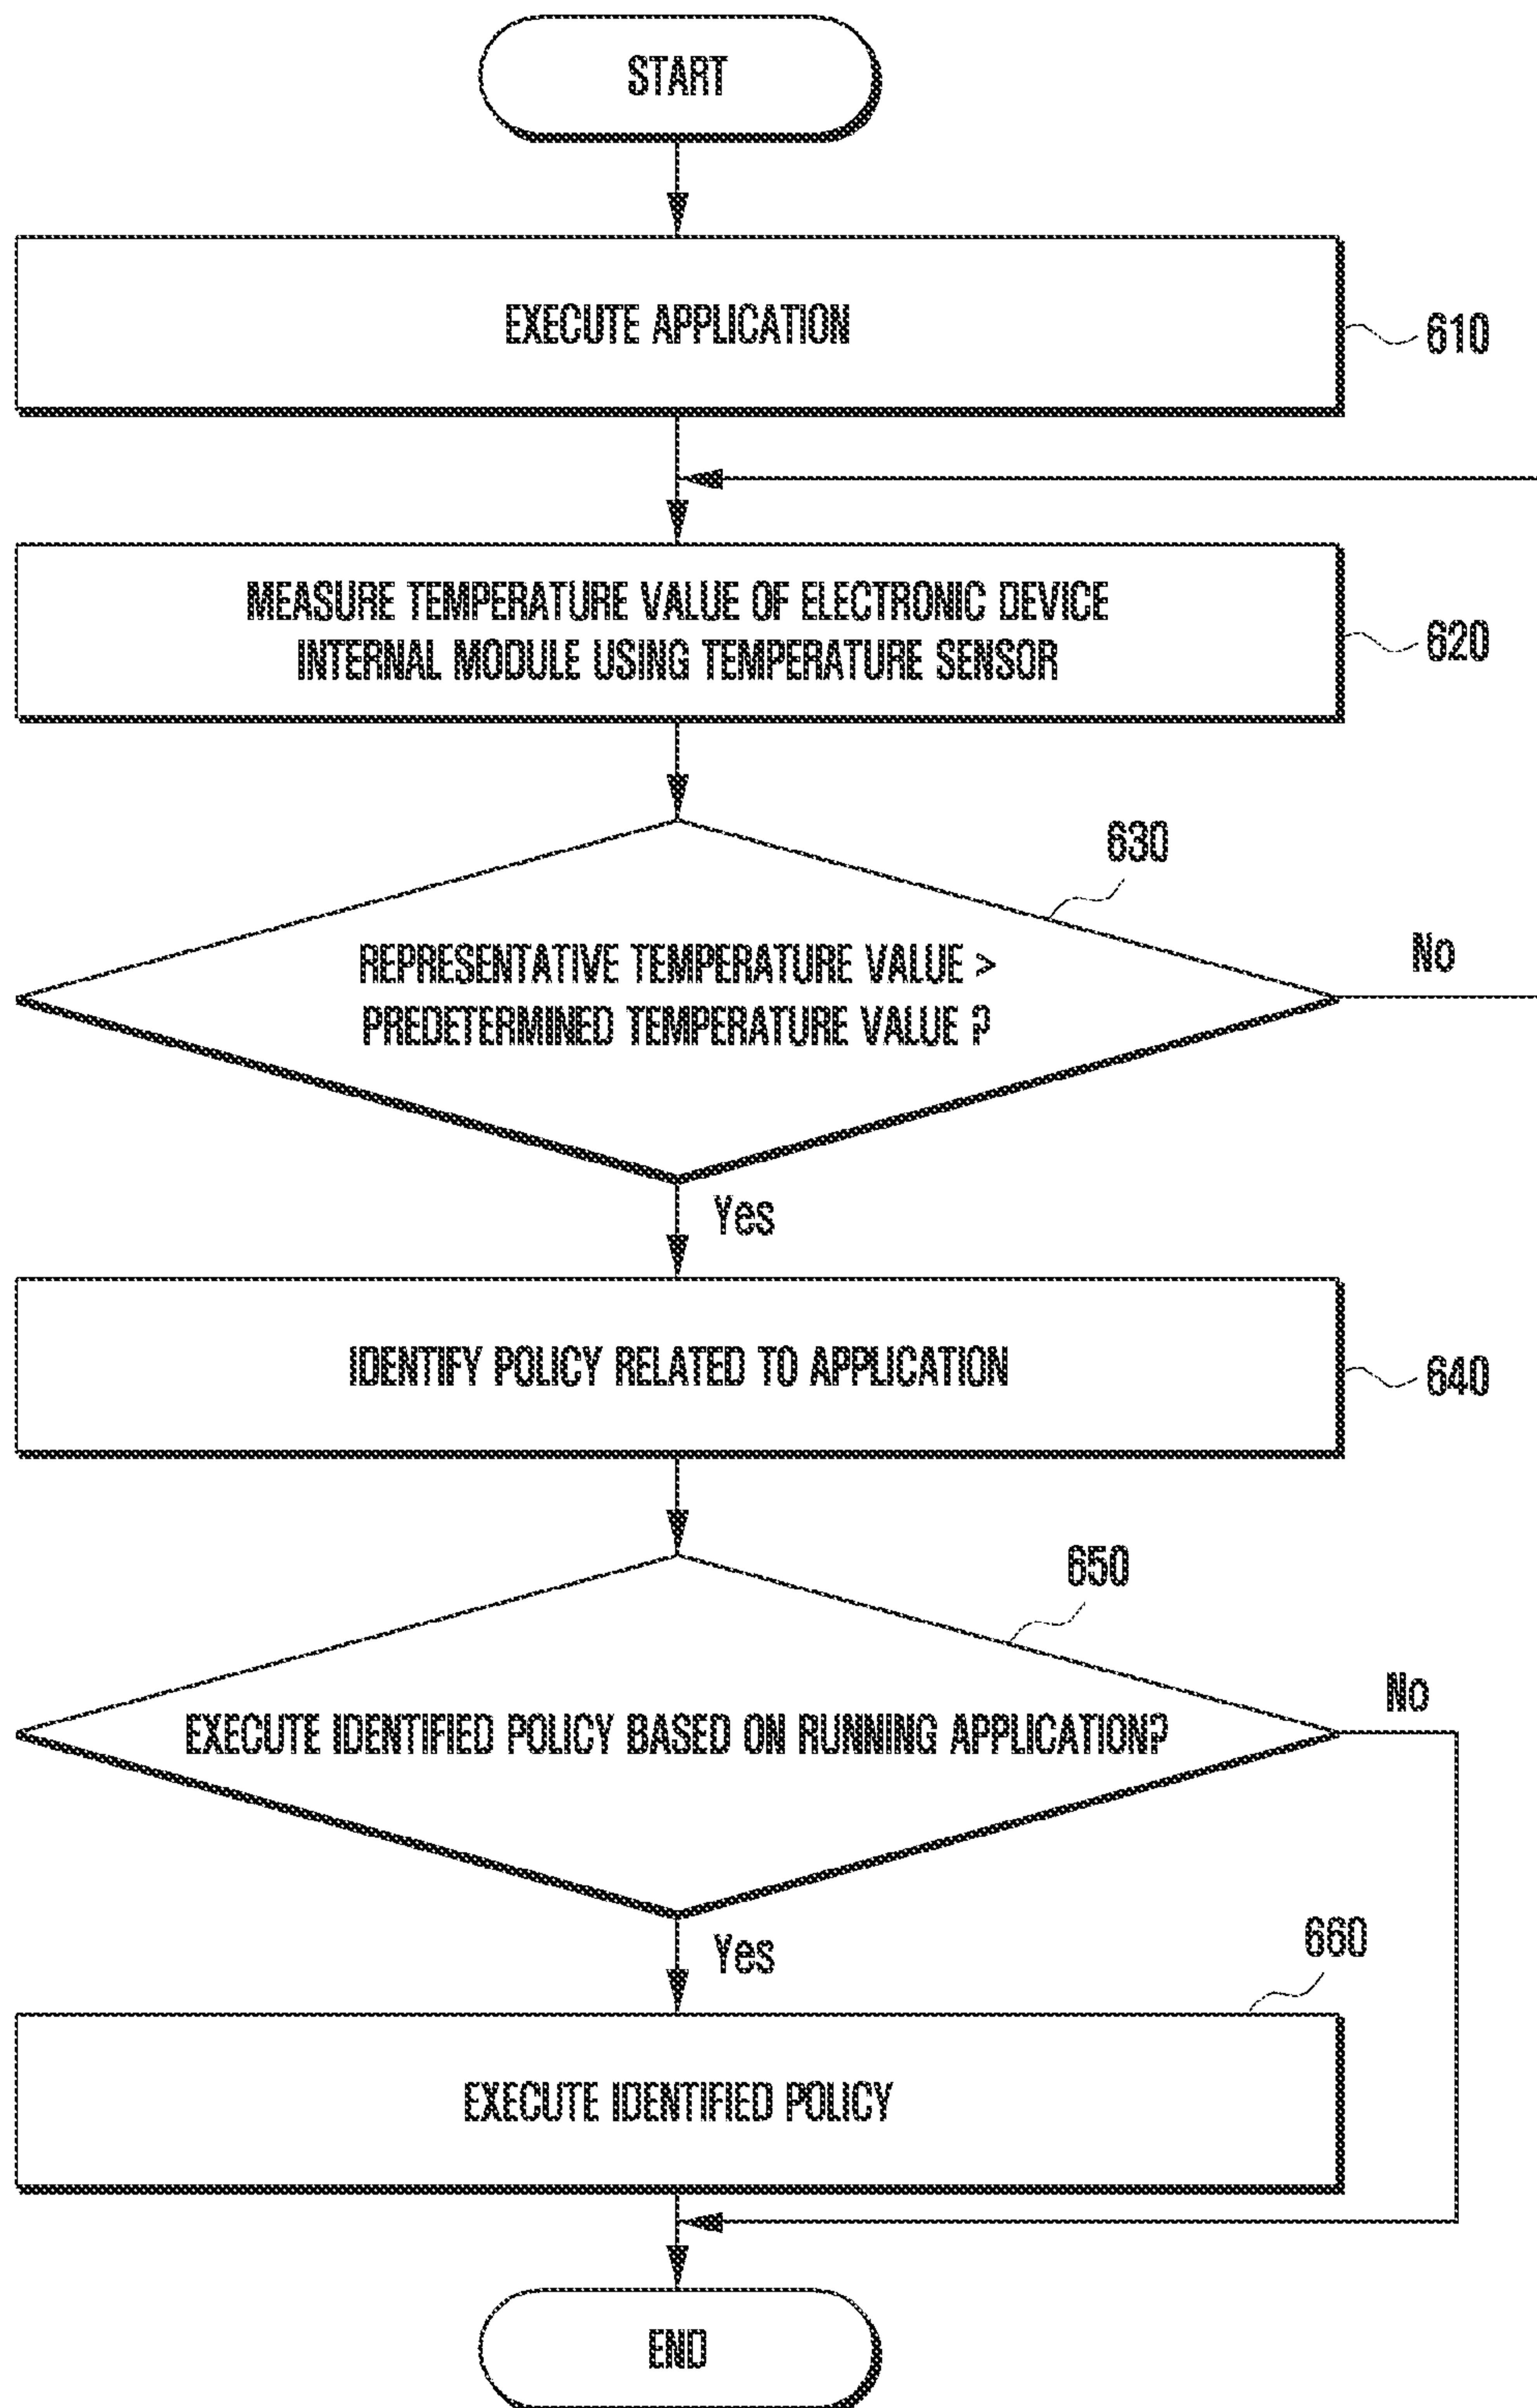 START
EXECUTE APPLICATION
610
MEASURE TEMPERATURE VALUE OF ELECTRONIC DEVICE
INTERNAL MODULE USING TEMPERATURE SENSOR
620
630
REPRESENTATIVE TEMPERATURE VALUE >
PREDETERMINED TEMPERATURE VALUE ?
No
Yes
IDENTIFY POLICY RELATED TO APPLICATION
640
650
EXECUTE IDENTIFIED POLICY BASED ON RUNNING APPLICATION?
No
Yes
660
EXECUTE IDENTIFIED POLICY
END